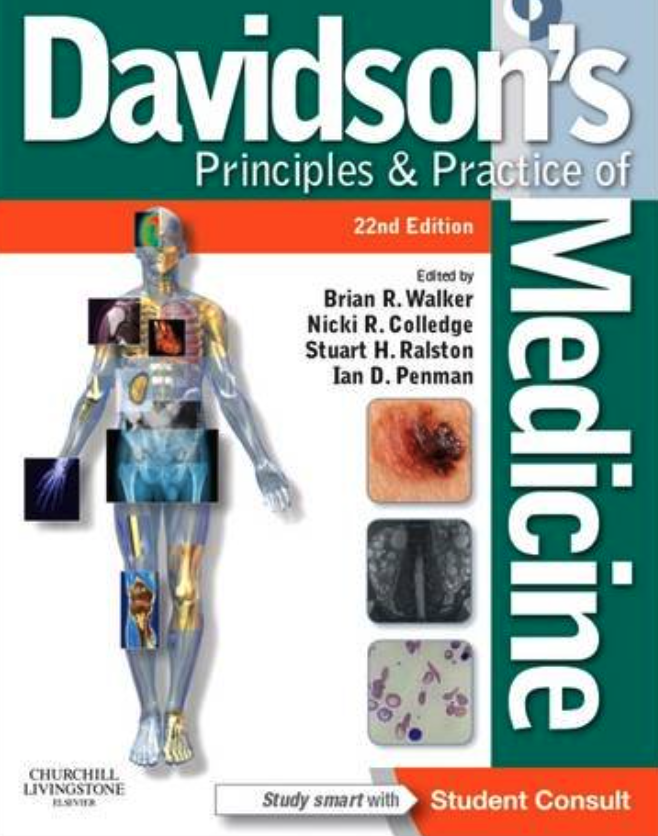 Davidson's
Principles & Practice of
Medicine
22nd Edition
Edited by
Brian R. Walker
Nicki R. Colledge
Stuart H. Ralston
Ian D. Penman
CHURCHILL
LIVINGSTONE
ELSEVIER
Study smart with
Student Consult